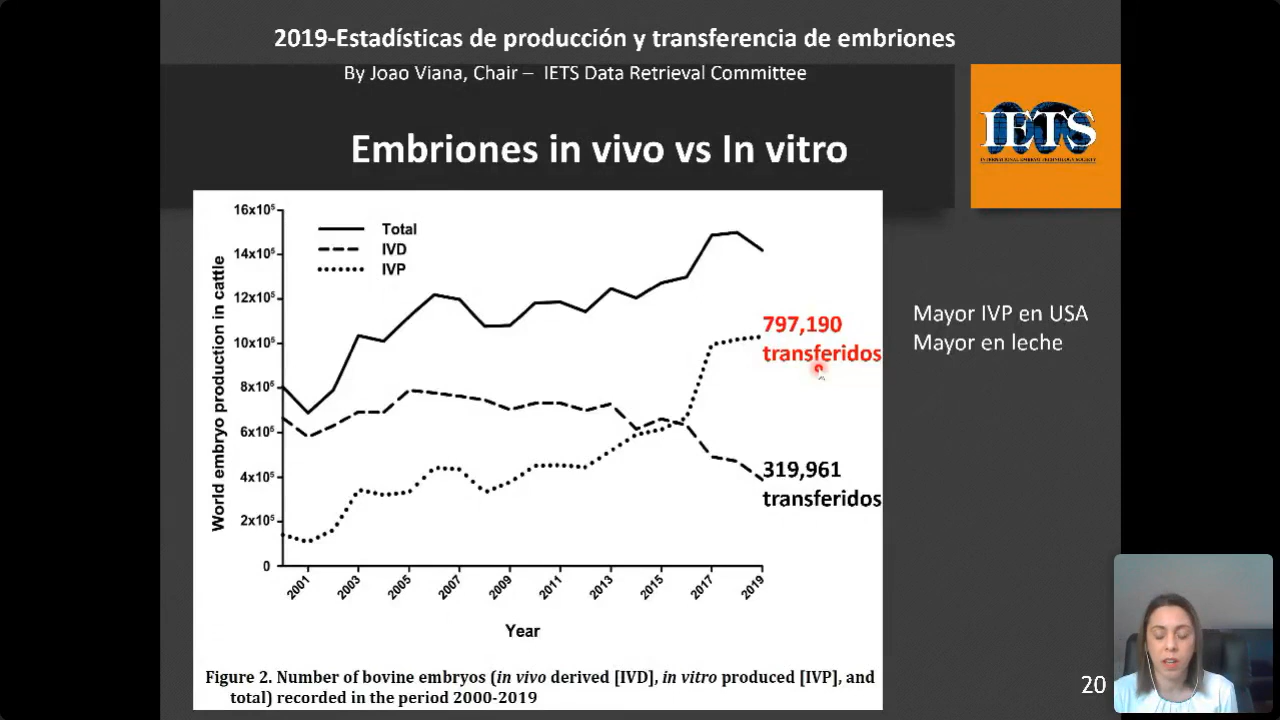 2019-Estadísticas de producción y transferencia de embriones
By Joao Viana, Chair – IETS Data Retrieval Committee
Embriones in vivo vs In vitro
IETS
INTERNATIONAL EMBRYO TECHNOLOGY SOCIETY
16x10⁵
14x10⁵
12x10⁵
10x10⁵
8x10⁵
6x10⁵
4x10⁵
2x10⁵
0
World embryo production in cattle
Total
IVD
IVP
797,190
transferidos
319,961
transferidos
Mayor IVP en USA
Mayor en leche
2001
2003
2005
2007
2009
2011
2013
2015
2017
2019
Year
Figure 2. Number of bovine embryos (in vivo derived [IVD], in vitro produced [IVP], and
total) recorded in the period 2000-2019
20